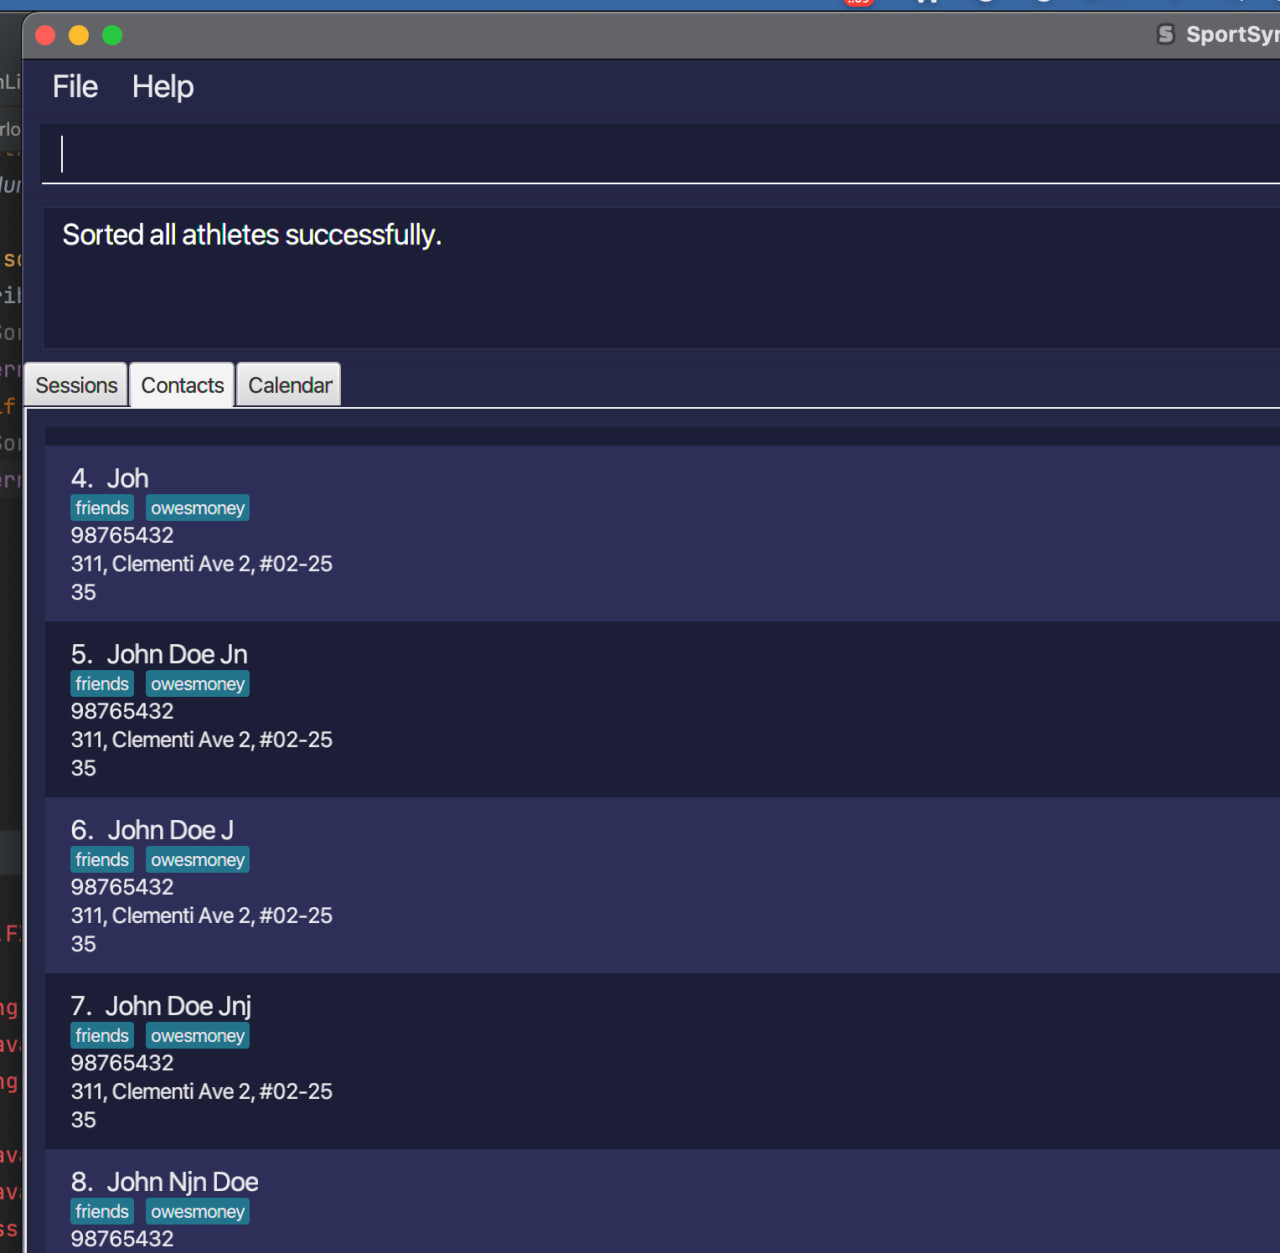 SportSyn
File Help
Sorted all athletes successfully.
Sessions Contacts Calendar
4. Joh
friends owesmoney
98765432
311, Clementi Ave 2, #02-25
35
5. John Doe Jn
friends owesmoney
98765432
311, Clementi Ave 2, #02-25
35
6. John Doe J
friends owesmoney
98765432
311, Clementi Ave 2, #02-25
35
7. John Doe Jnj
friends owesmoney
98765432
311, Clementi Ave 2, #02-25
35
8. John Njn Doe
friends owesmoney
98765432